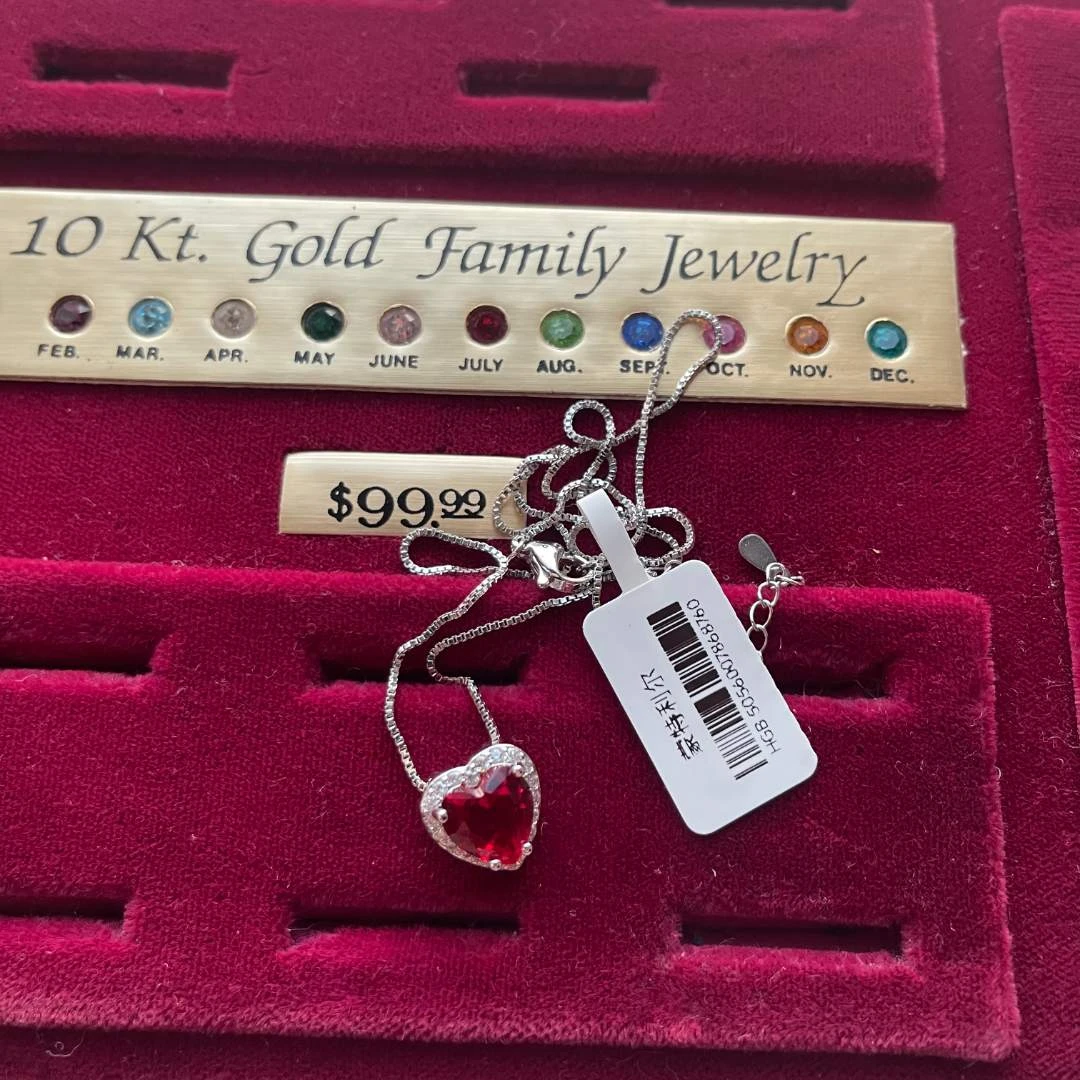 10 Kt. Gold Family Jewelry
FEB. MAR. APR. MAY JUNE JULY AUG. SEPT. OCT. NOV. DEC.
$99.99
蒙特利尔
HGB 5056007868760